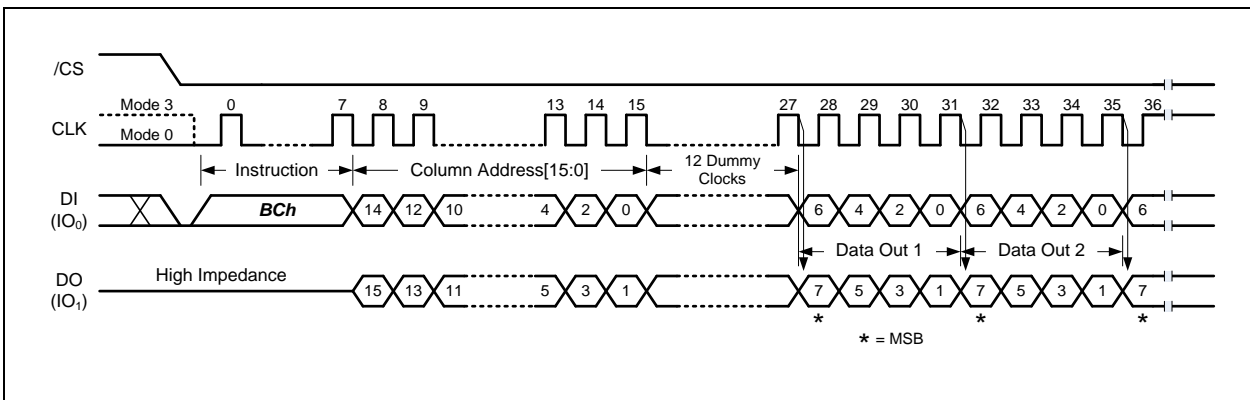 /CS
Mode 3 0 7 8 9 13 14 15 27 28 29 30 31 32 33 34 35 36
CLK
Mode 0
Instruction Column Address[15:0] 12 Dummy Clocks
DI
(IO0)
BCh 14 12 10 4 2 0 6 4 2 0 6 4 2 0 6
Data Out 1 Data Out 2
DO
(IO1)
High Impedance 15 13 11 5 3 1 7 5 3 1 7 5 3 1 7
* * *
* = MSB